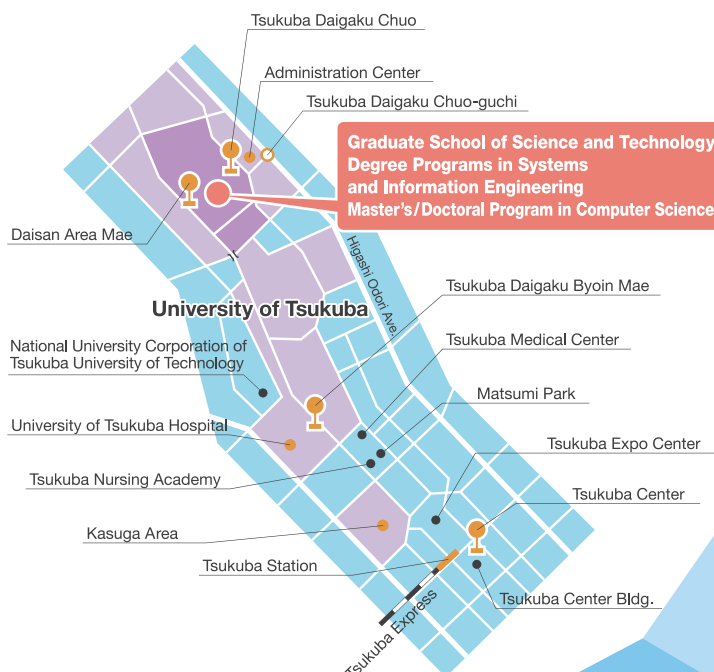 Tsukuba Daigaku Chuo
Administration Center
Tsukuba Daigaku Chuo-guchi
Graduate School of Science and Technology
Degree Programs in Systems
and Information Engineering
Master's/Doctoral Program in Computer Science
Daisan Area Mae
Higashi Odori Ave.
Tsukuba Daigaku Byoin Mae
University of Tsukuba
National University Corporation of
Tsukuba University of Technology
Tsukuba Medical Center
Matsumi Park
University of Tsukuba Hospital
Tsukuba Expo Center
Tsukuba Nursing Academy
Tsukuba Center
Kasuga Area
Tsukuba Station
Tsukuba Center Bldg.
Tsukuba Express